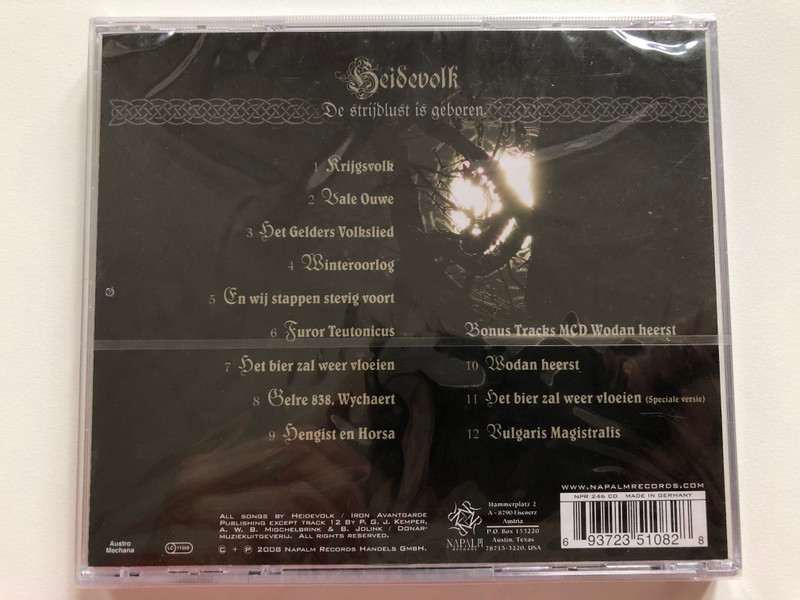 Heidevolk
De strijdlust is geboren
1 Krijgsvolk
2 Vale Ouwe
3 Het Gelders Volkslied
4 Winteroorlog
5 En wij stappen stevig voort
6 Furor Teutonicus
7 Het bier zal weer vloeien
8 Gelre 838, Wychaert
9 Hengist en Horsa
Bonus Tracks MCD Wodan heerst
10 Wodan heerst
11 Het bier zal weer vloeien (Speciale versie)
12 Vulgaris Magistralis
All songs by Heidevolk / Iron Avantgarde
Publishing except track 12 by P. G. J. Kemper,
A. W. B. Migchelbrink & B. Jolink / Donar-
muziekuitgeverij. All rights reserved.
© + ℗ 2008 Napalm Records Handels GmbH.
Austro
Mechana
LC
NAPALM
RECORDS
Hammerplatz 2
A - 8790 Eisenerz
Austria
P.O. Box 153220
Austin, Texas
78715-3220, USA
www.napalmrecords.com
NPR 246 CD MADE IN GERMANY
6 93723 51082 8